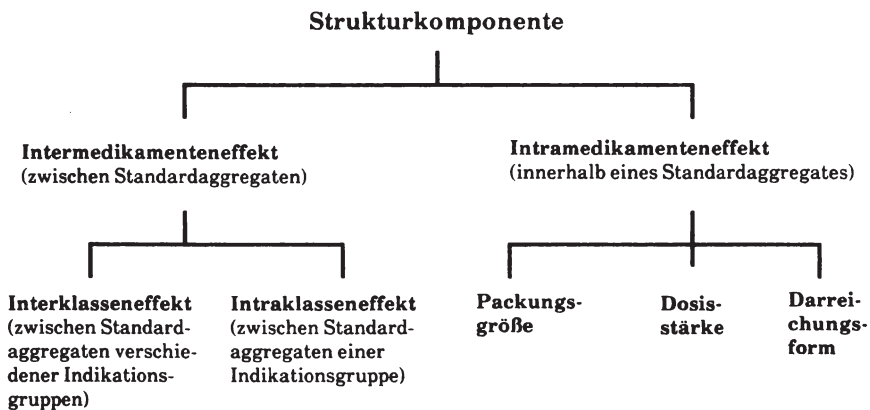 Strukturkomponente
Intermedikamenteneffekt
(zwischen Standardaggregaten)
Intramedikamenteneffekt
(innerhalb eines Standardaggregates)
Interklasseneffekt
(zwischen Standard-
aggregaten verschie-
dener Indikations-
gruppen)
Intraklasseneffekt
(zwischen Standard-
aggregaten einer
Indikationsgruppe)
Packungs-
größe
Dosis-
stärke
Darrei-
chungs-
form